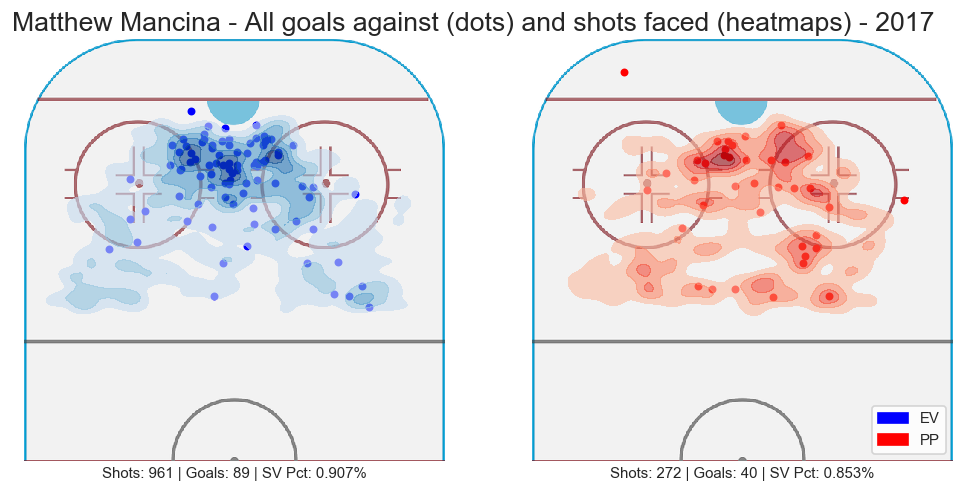 Matthew Mancina - All goals against (dots) and shots faced (heatmaps) - 2017
EV
PP
Shots: 961 | Goals: 89 | SV Pct: 0.907%
Shots: 272 | Goals: 40 | SV Pct: 0.853%